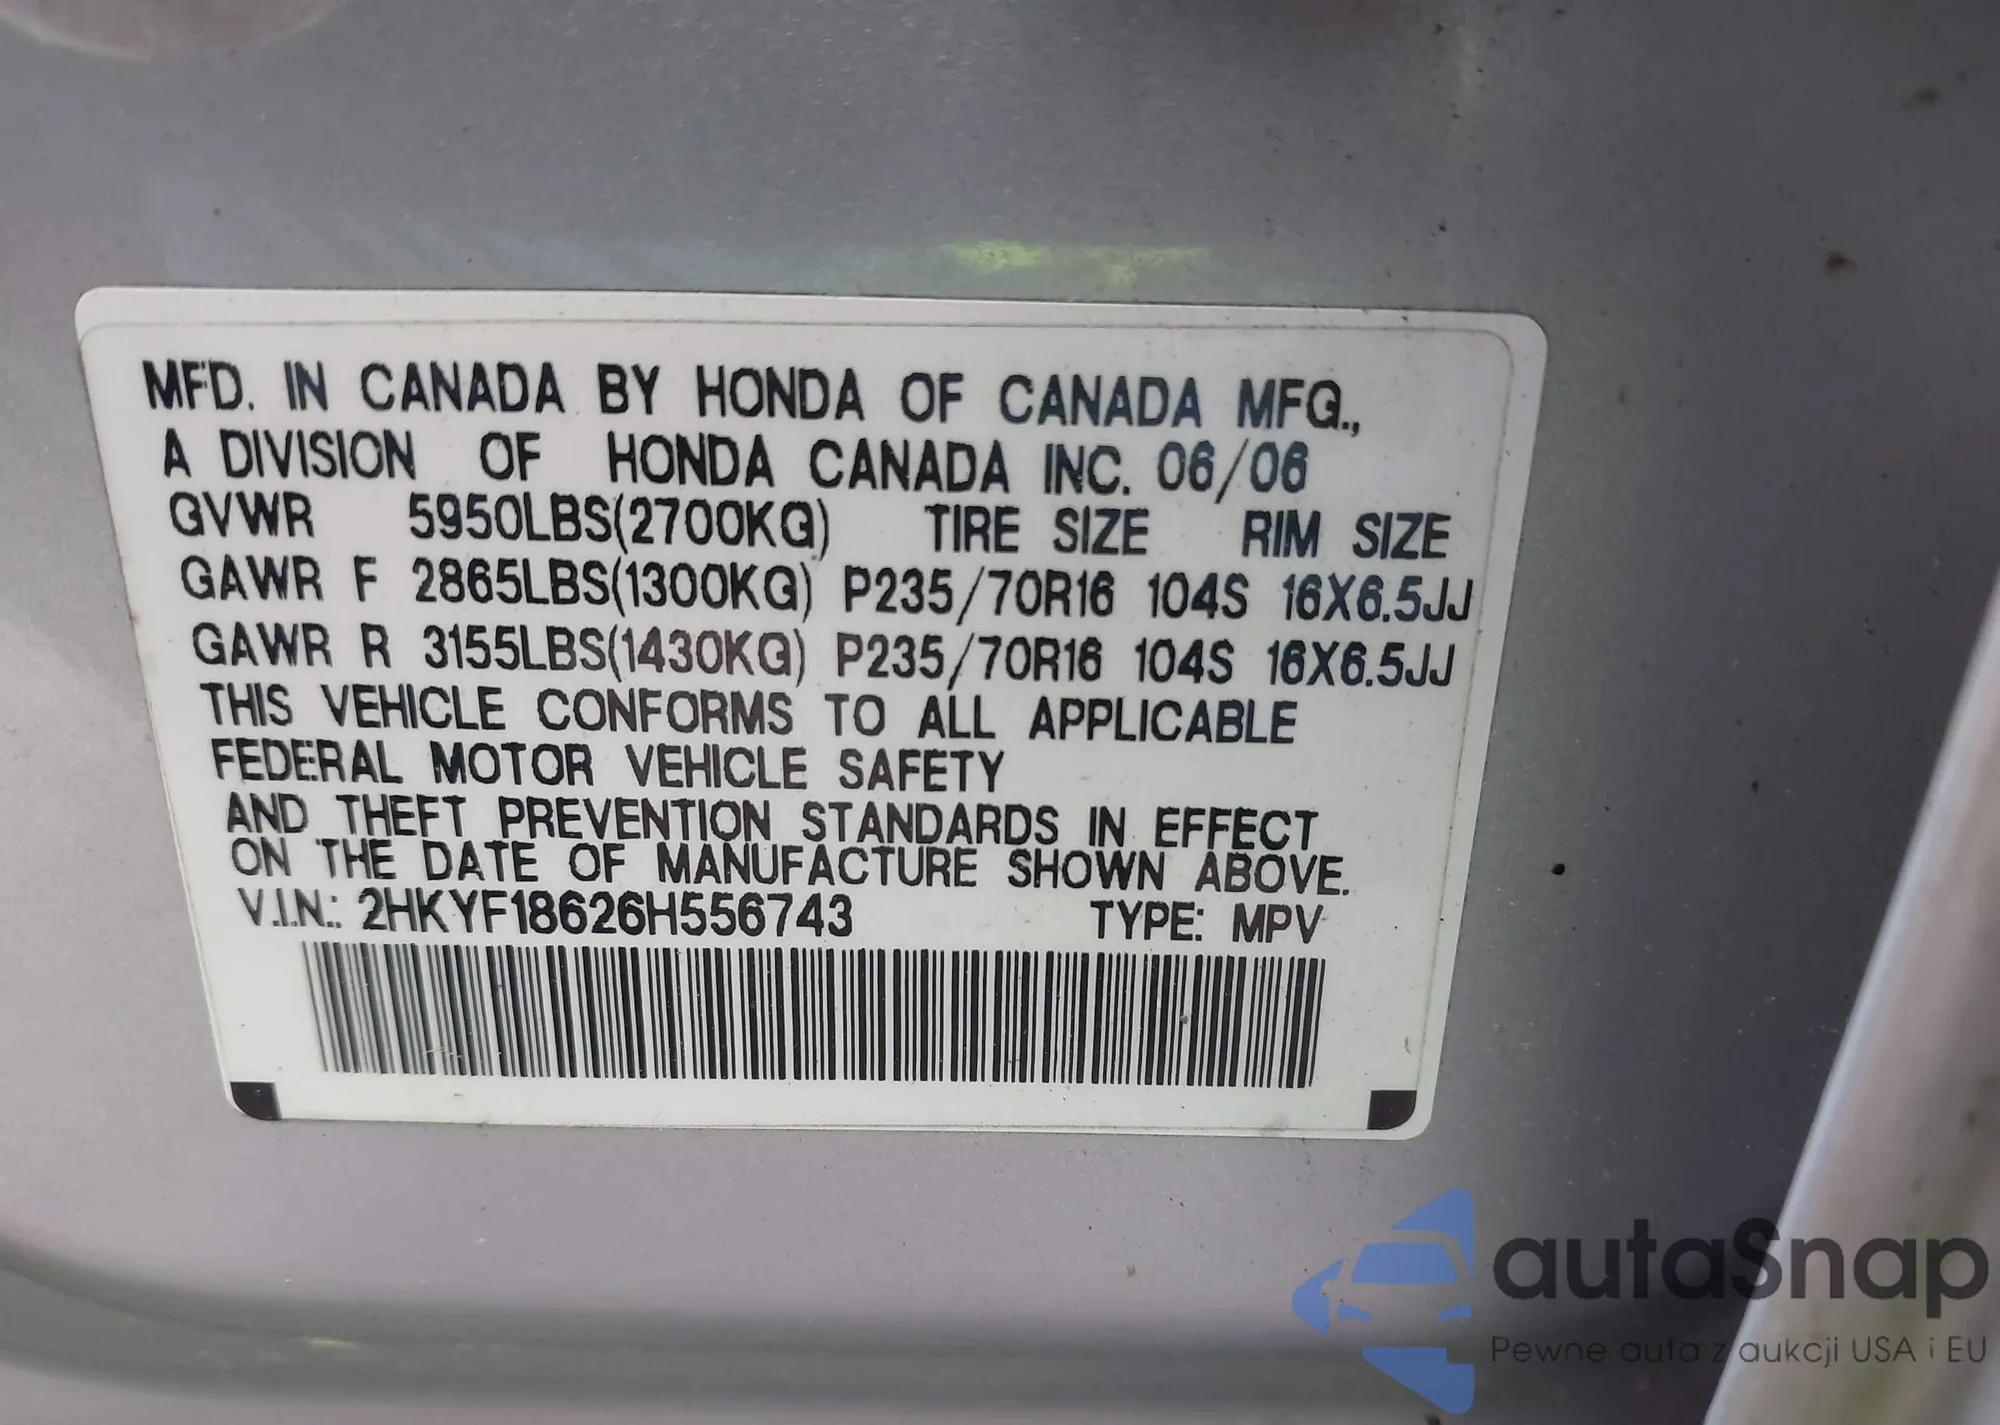 MFD. IN CANADA BY HONDA OF CANADA MFG.,
A DIVISION OF HONDA CANADA INC. 06/06
GVWR 5950LBS(2700KG) TIRE SIZE RIM SIZE
GAWR F 2865LBS(1300KG) P235/70R16 104S 16X6.5JJ
GAWR R 3155LBS(1430KG) P235/70R16 104S 16X6.5JJ
THIS VEHICLE CONFORMS TO ALL APPLICABLE
FEDERAL MOTOR VEHICLE SAFETY
AND THEFT PREVENTION STANDARDS IN EFFECT
ON THE DATE OF MANUFACTURE SHOWN ABOVE.
V.I.N.: 2HKYF18626H556743 TYPE: MPV
autaSnap
Pewne auta z aukcji USA i EU